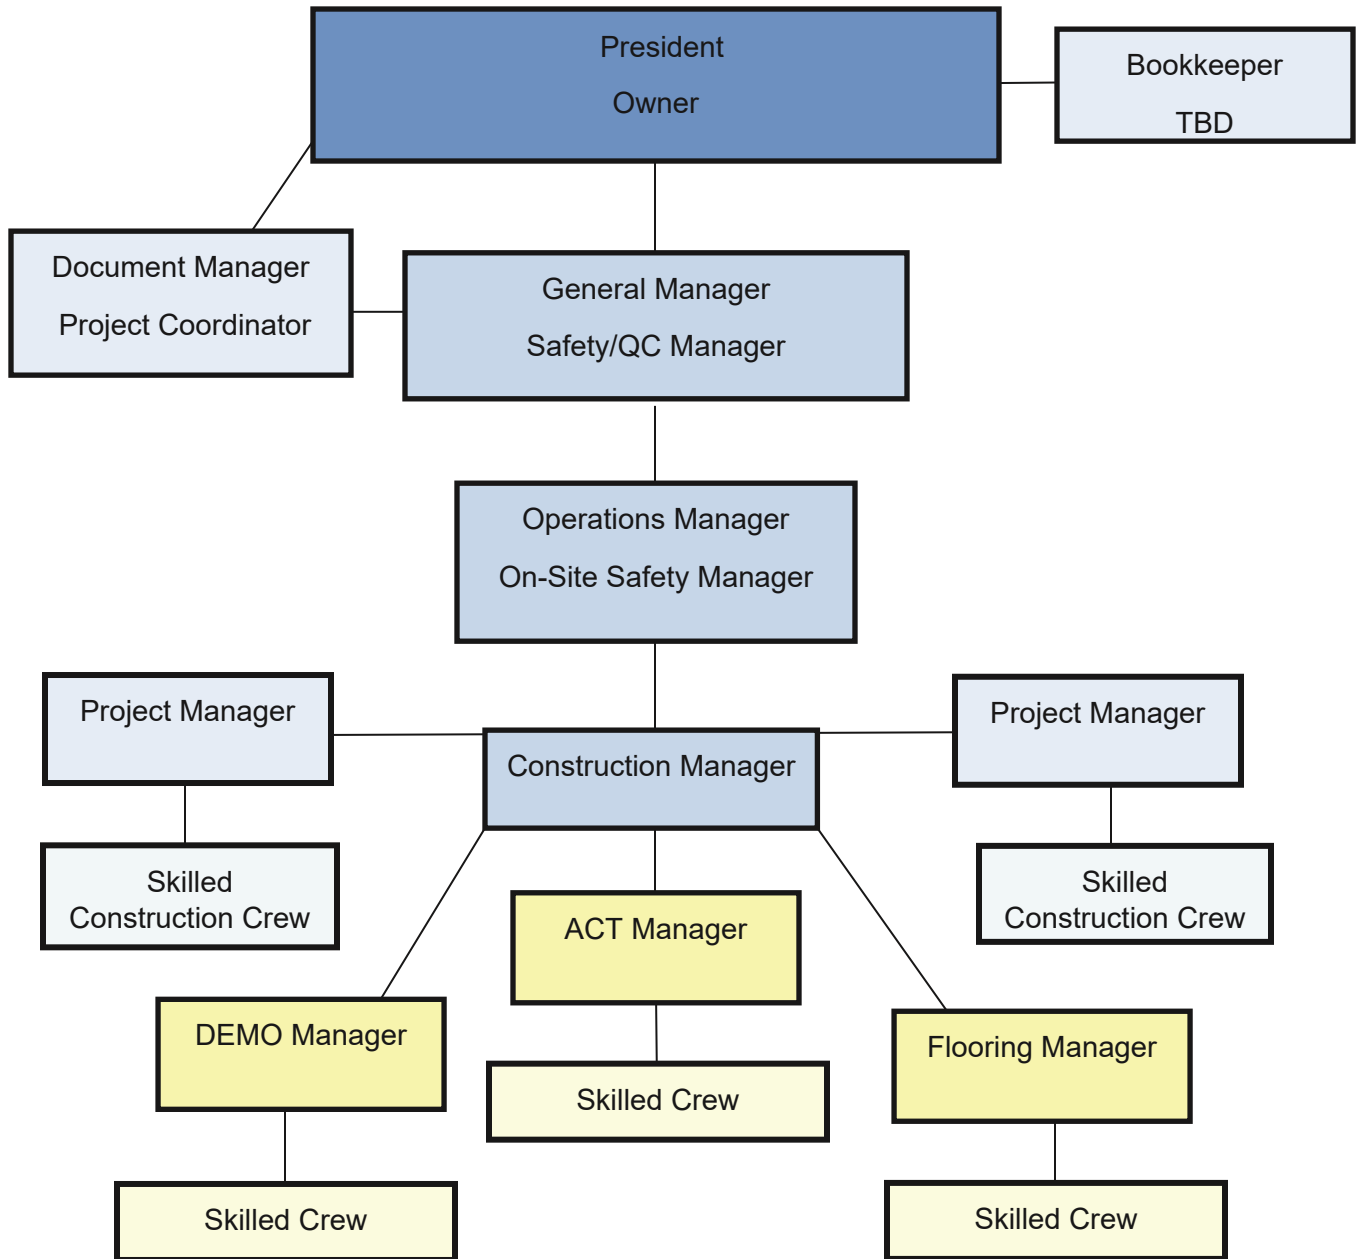 President
Owner
Bookkeeper
TBD
Document Manager
Project Coordinator
General Manager
Safety/QC Manager
Operations Manager
On-Site Safety Manager
Project Manager
Project Manager
Construction Manager
Skilled
Construction Crew
Skilled
Construction Crew
ACT Manager
DEMO Manager
Flooring Manager
Skilled Crew
Skilled Crew
Skilled Crew